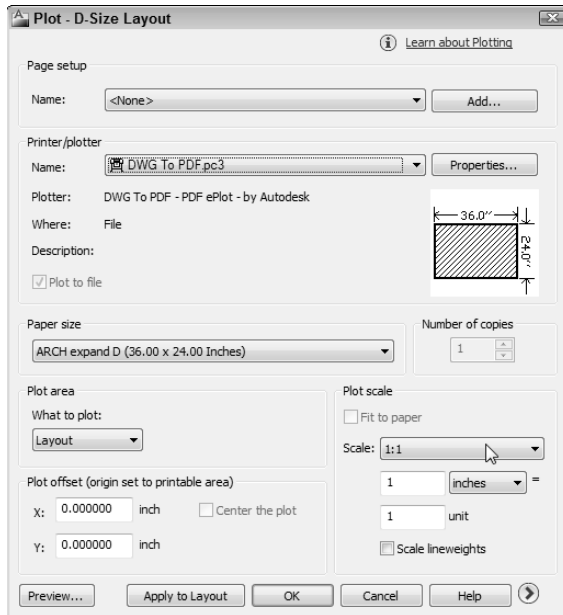 Plot - D-Size Layout
Learn about Plotting
Page setup
Name: <None> Add...
Printer/plotter
Name: DWG To PDF.pc3 Properties...
Plotter: DWG To PDF - PDF ePlot - by Autodesk
Where: File
Description:
Plot to file
36.0''
24.0''
Paper size
ARCH expand D (36.00 x 24.00 Inches)
Number of copies
1
Plot area
What to plot:
Layout
Plot scale
Fit to paper
Scale: 1:1
1 inches =
1 unit
Scale lineweights
Plot offset (origin set to printable area)
X: 0.000000 inch Center the plot
Y: 0.000000 inch
Preview... Apply to Layout OK Cancel Help